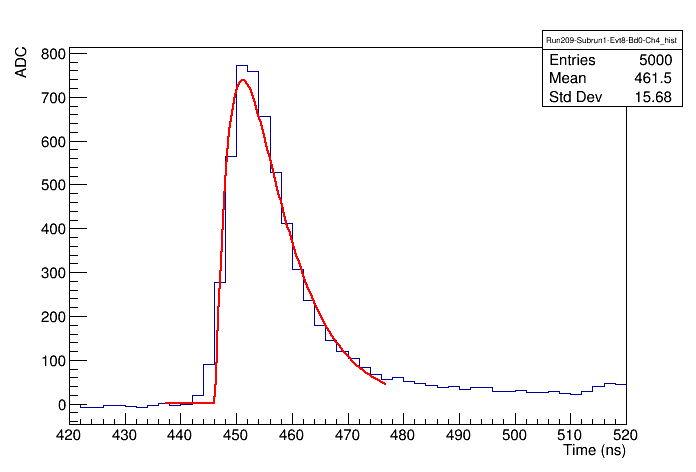 Run209-Subrun1-Evt8-Bd0-Ch4_hist
Entries 5000
Mean 461.5
Std Dev 15.68
ADC
800
700
600
500
400
300
200
100
0
420 430 440 450 460 470 480 490 500 510 520
Time (ns)